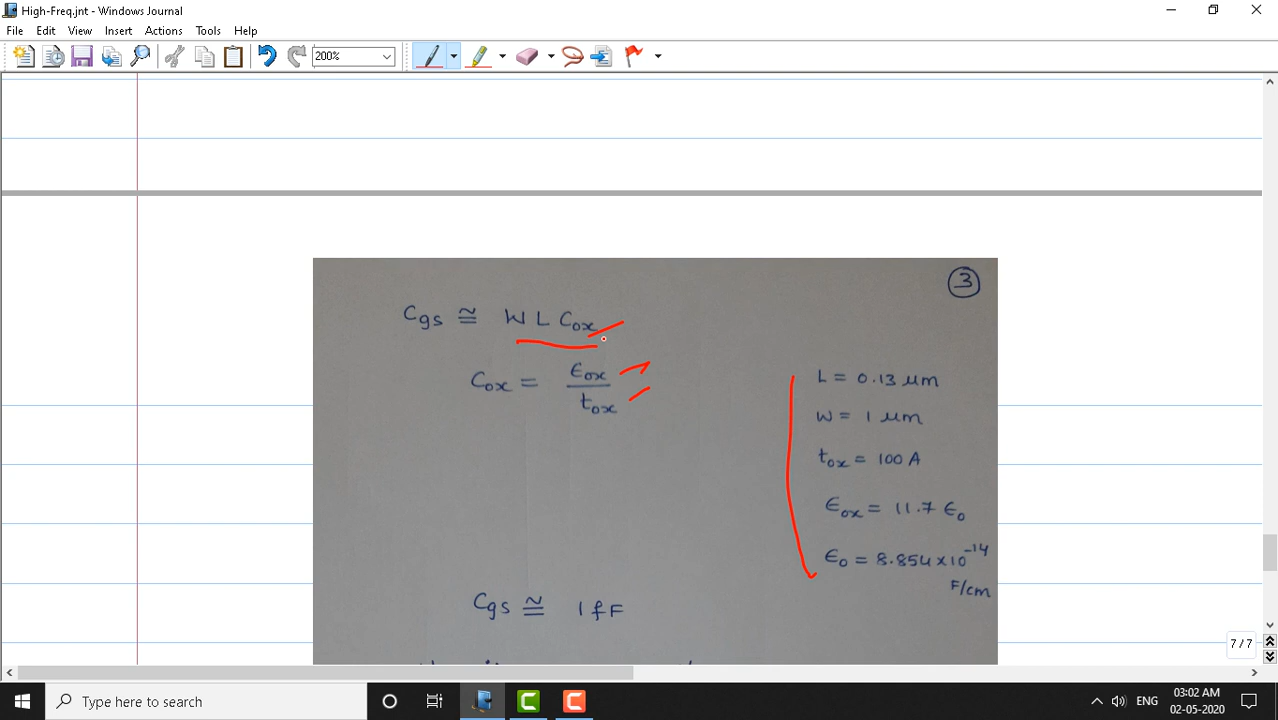 High-Freq.jnt - Windows Journal
File Edit View Insert Actions Tools Help
200%
3
Cgs ≅ W L Cox
Cox = ϵox / tox
L = 0.13 μm
W = 1 μm
tox = 100 A
ϵox = 11.7 ϵ0
ϵ0 = 8.854×10^-14
F/cm
Cgs ≅ 1 fF
7 / 7
Type here to search
ENG
03:02 AM
02-05-2020